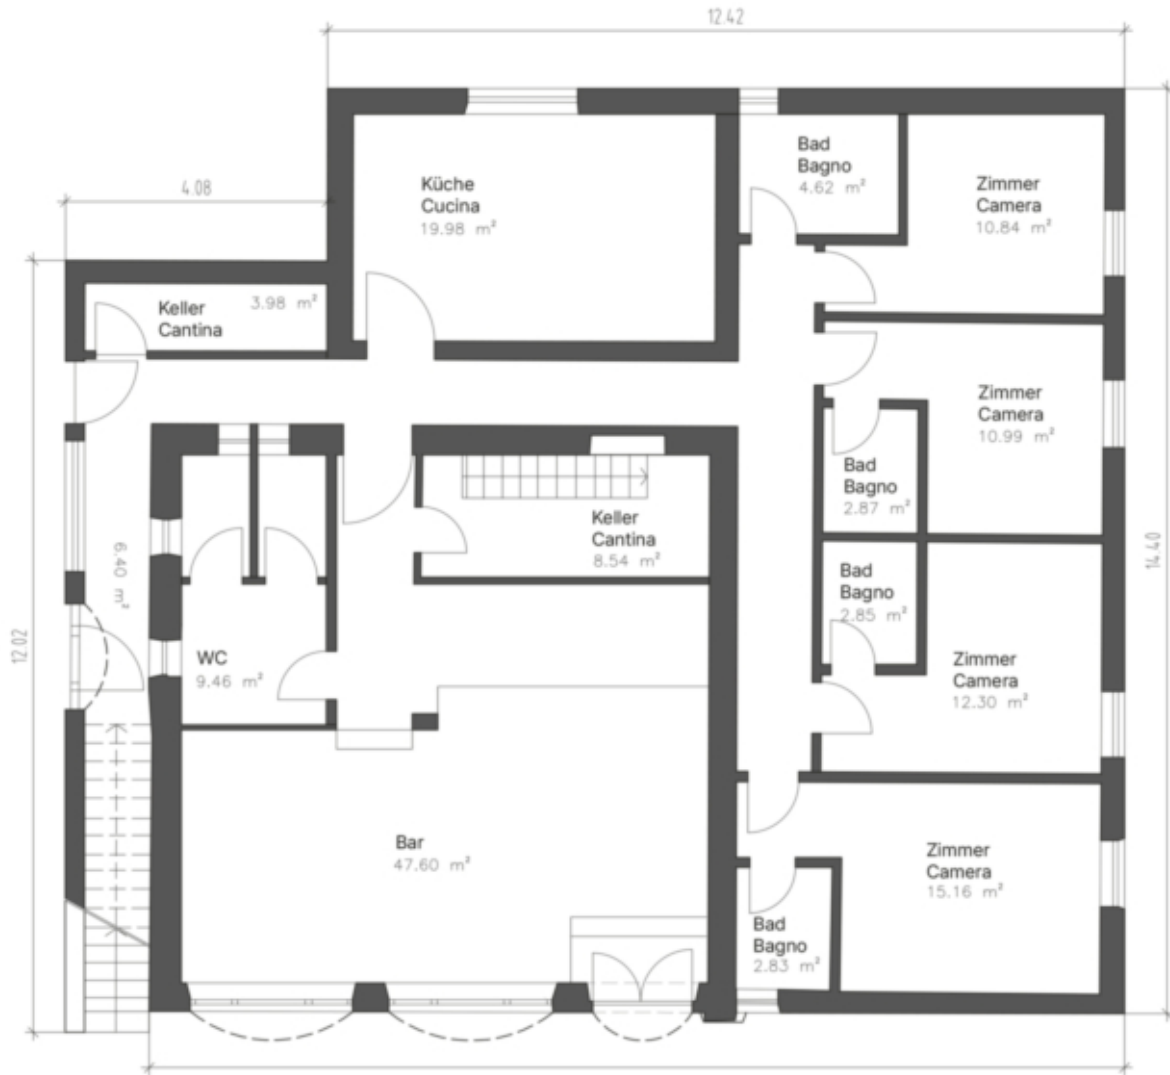 12.42
4.08
Küche
Cucina
19.98 m²
Bad
Bagno
4.62 m²
Zimmer
Camera
10.84 m²
Keller
Cantina
3.98 m²
Zimmer
Camera
10.99 m²
Bad
Bagno
2.87 m²
Keller
Cantina
8.54 m²
6.40 m²
14.40
12.02
Bad
Bagno
2.85 m²
WC
9.46 m²
Zimmer
Camera
12.30 m²
Bar
47.60 m²
Zimmer
Camera
15.16 m²
Bad
Bagno
2.83 m²